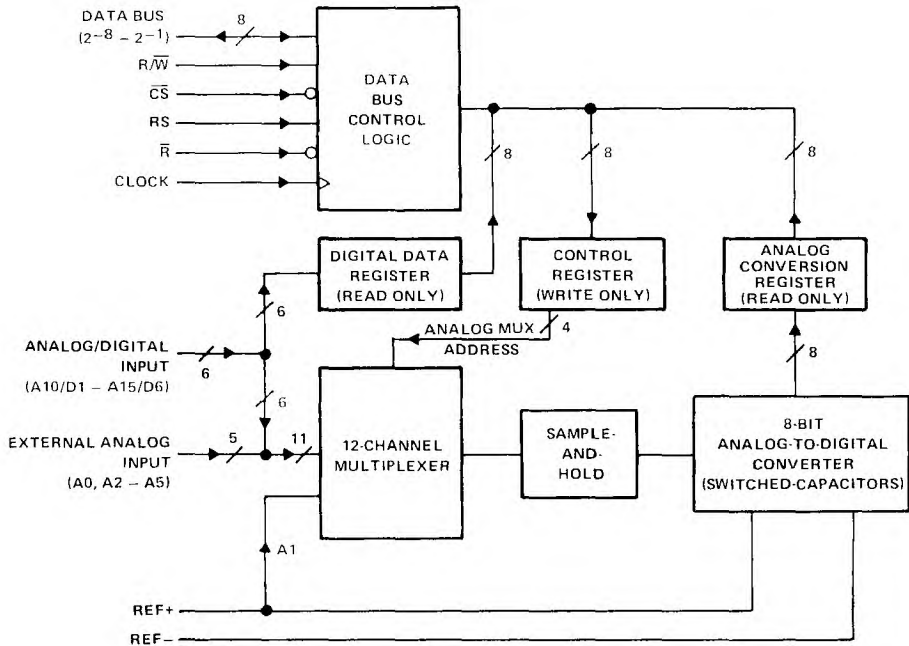 DATA BUS
(2⁻⁸ – 2⁻¹)
8
R/W̅
C̅S̅
RS
R̅
CLOCK
DATA
BUS
CONTROL
LOGIC
8
8
8
DIGITAL DATA
REGISTER
(READ ONLY)
CONTROL
REGISTER
(WRITE ONLY)
ANALOG
CONVERSION
REGISTER
(READ ONLY)
6
ANALOG MUX
ADDRESS
4
8
ANALOG/DIGITAL
INPUT
(A10/D1 – A15/D6)
6
6
EXTERNAL ANALOG
INPUT
(A0, A2 – A5)
5
11
12-CHANNEL
MULTIPLEXER
SAMPLE-
AND-
HOLD
8-BIT
ANALOG-TO-DIGITAL
CONVERTER
(SWITCHED-CAPACITORS)
A1
REF+
REF–